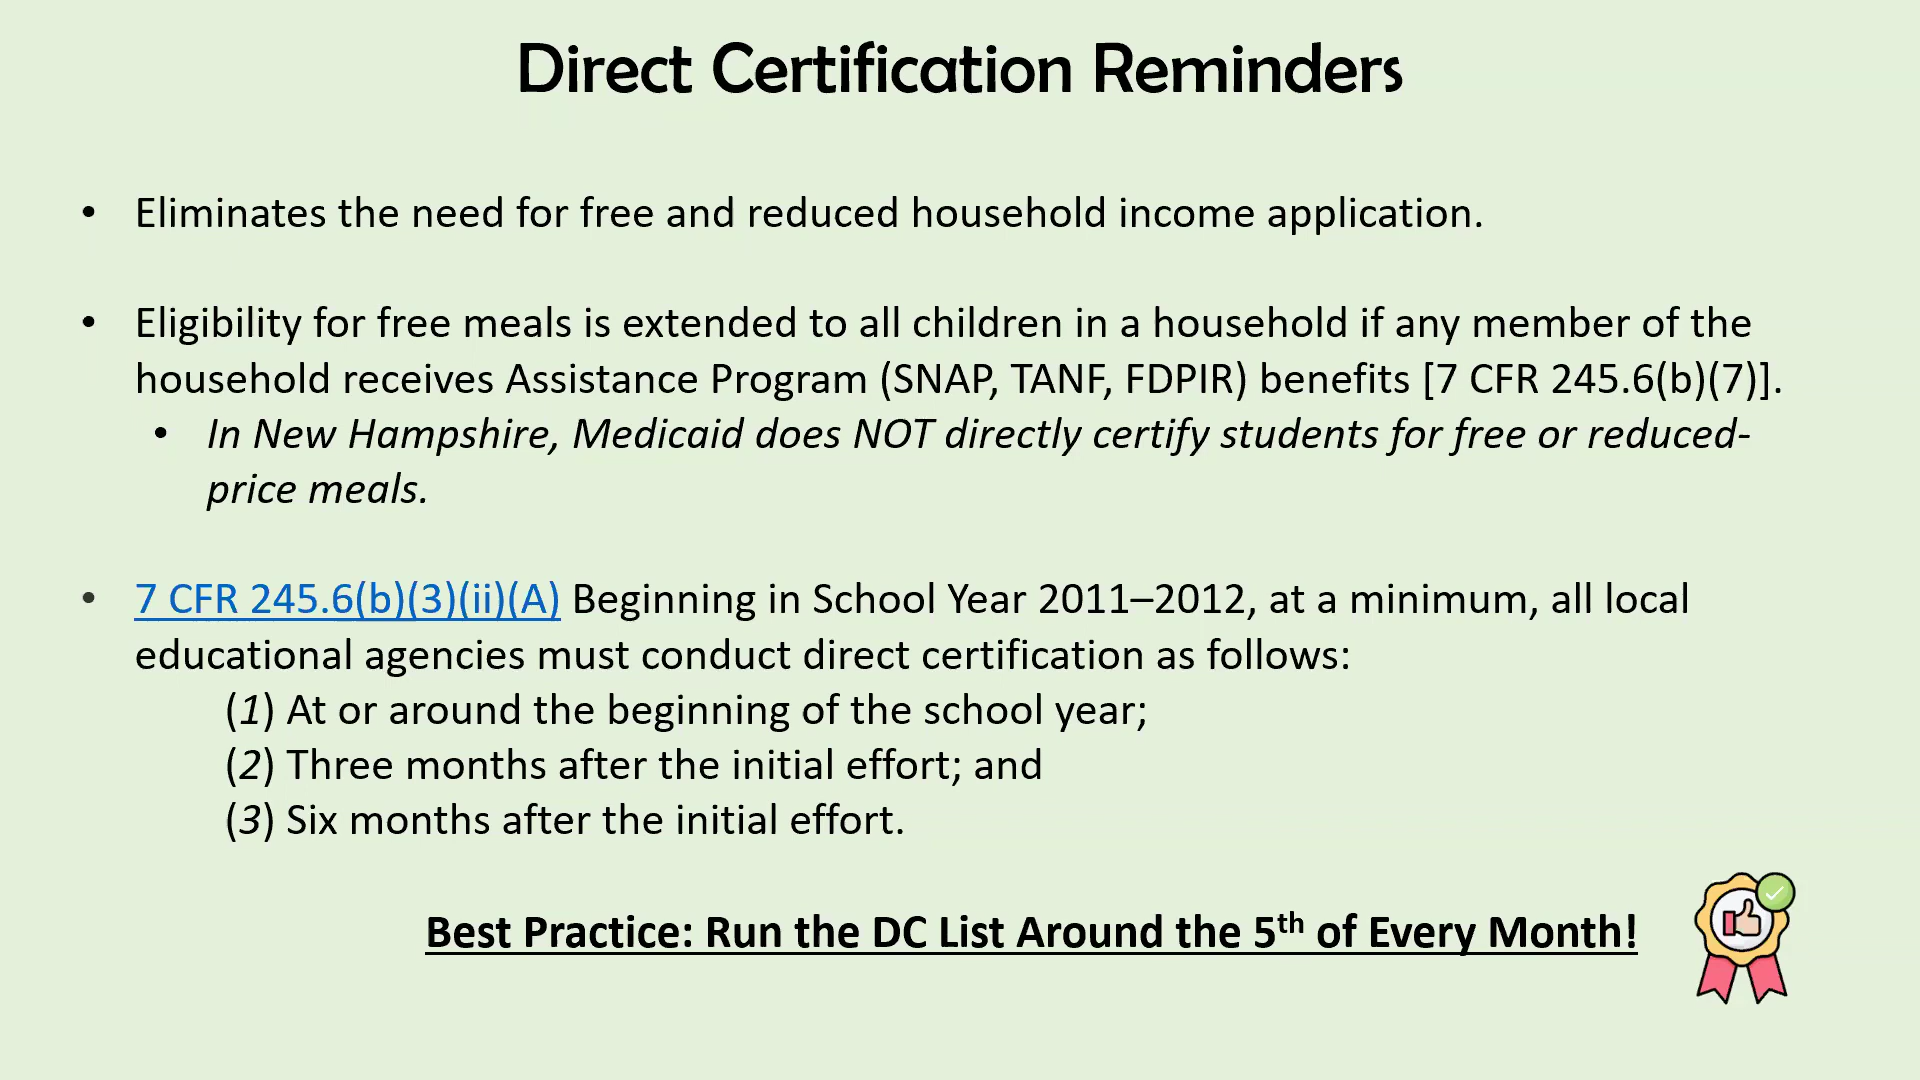 Direct Certification Reminders
• Eliminates the need for free and reduced household income application.
• Eligibility for free meals is extended to all children in a household if any member of the
household receives Assistance Program (SNAP, TANF, FDPIR) benefits [7 CFR 245.6(b)(7)].
• In New Hampshire, Medicaid does NOT directly certify students for free or reduced-
price meals.
• 7 CFR 245.6(b)(3)(ii)(A) Beginning in School Year 2011–2012, at a minimum, all local
educational agencies must conduct direct certification as follows:
(1) At or around the beginning of the school year;
(2) Three months after the initial effort; and
(3) Six months after the initial effort.
Best Practice: Run the DC List Around the 5th of Every Month!